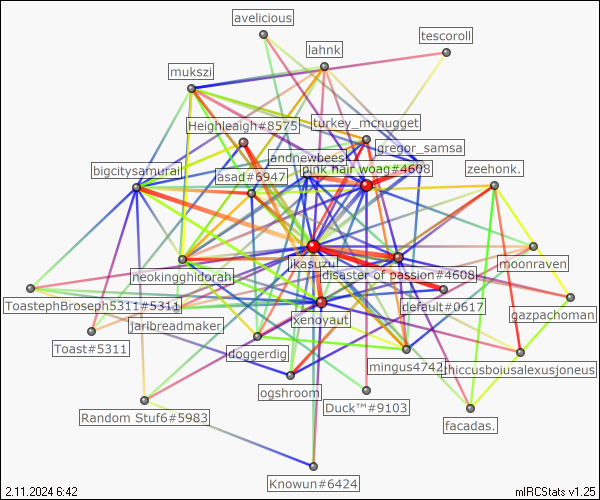 avelicious
tescoroll
lahnk
mukszi
Heighleaigh#8575
turkey_mcnugget
gregor_samsa
andnewbees
pink hair woag#4608
zeehonk.
bigcitysamurail
asad#6947
ikasuzu
moonraven
neokingghidorah
disaster of passion#4608
ToastephBroseph5311#5311
default#0617
gazpachoman
jarlbreadmaker
xenoyaut
Toast#5311
doggerdig
mingus4742
thiccusboiusalexusjoneus
ogshroom
Duck™#9103
Random Stuf6#5983
facadas.
Knowun#6424
2.11.2024 6:42
mIRCStats v1.25